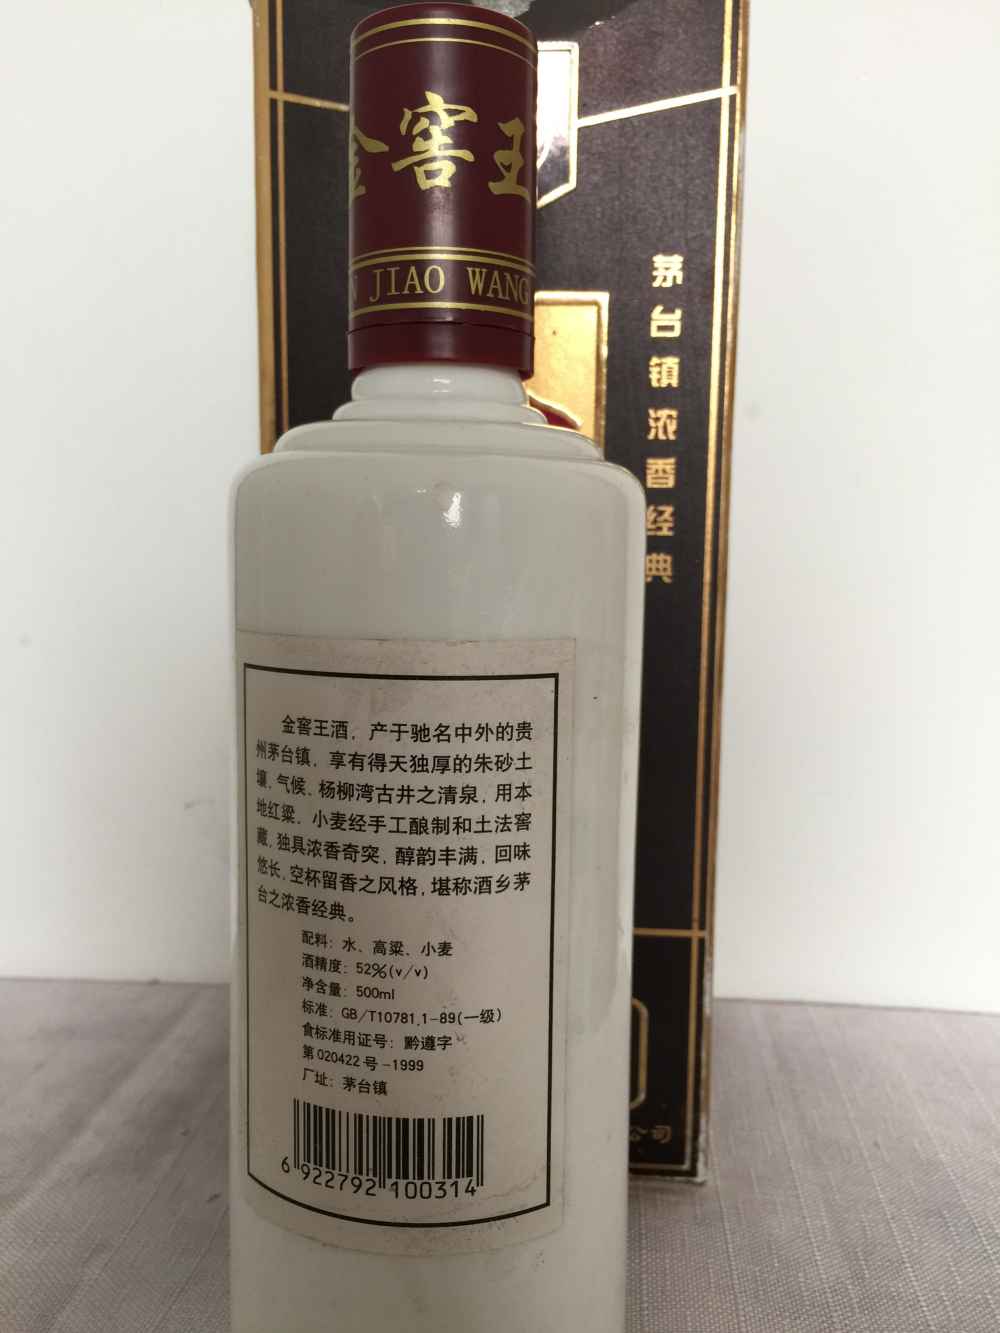 金窖王
JIAO WANG
茅台镇浓香经典
金窖王酒，产于驰名中外的贵
州茅台镇，享有得天独厚的朱砂土
壤，气候，杨柳湾古井之清泉，用本
地红粱，小麦经手工酿制和土法窖
藏，独具浓香奇突，醇韵丰满，回味
悠长，空杯留香之风格，堪称酒乡茅
台之浓香经典。
配料：水、高粱、小麦
酒精度：52%(v/v)
净含量：500ml
标准：GB/T10781.1-89(一级)
食标准用证号：黔遵字
第020422号-1999
厂址：茅台镇
6 922792 100314
公司